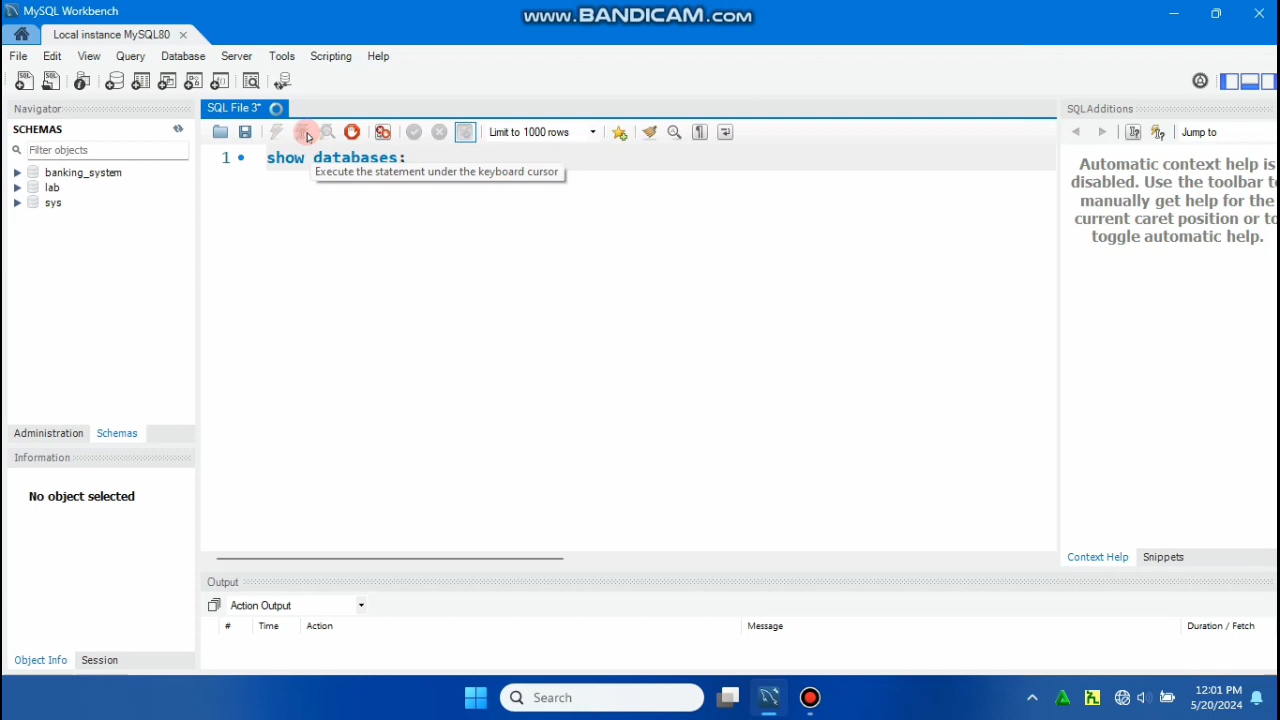 MySQL Workbench
www.BANDICAM.com
Local instance MySQL80
File Edit View Query Database Server Tools Scripting Help
Navigator
SCHEMAS
Filter objects
banking_system
lab
sys
Administration Schemas
Information
No object selected
Object Info Session
SQL File 3*
Limit to 1000 rows
1 show databases;
Execute the statement under the keyboard cursor
Output
Action Output
# Time Action Message Duration / Fetch
SQLAdditions
Jump to
Automatic context help is
disabled. Use the toolbar to
manually get help for the
current caret position or to
toggle automatic help.
Context Help Snippets
Search
12:01 PM
5/20/2024